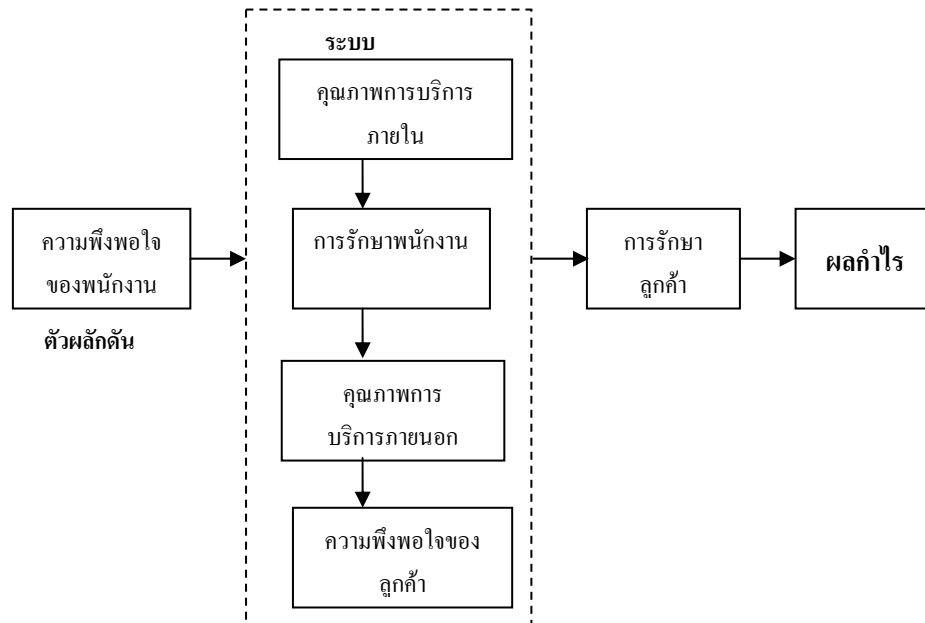 ระบบ
คุณภาพการบริการ
ภายใน
ความพึงพอใจ
ของพนักงาน
ตัวผลักดัน
การรักษาพนักงาน
คุณภาพการ
บริการภายนอก
ความพึงพอใจของ
ลูกค้า
การรักษา
ลูกค้า
ผลกำไร